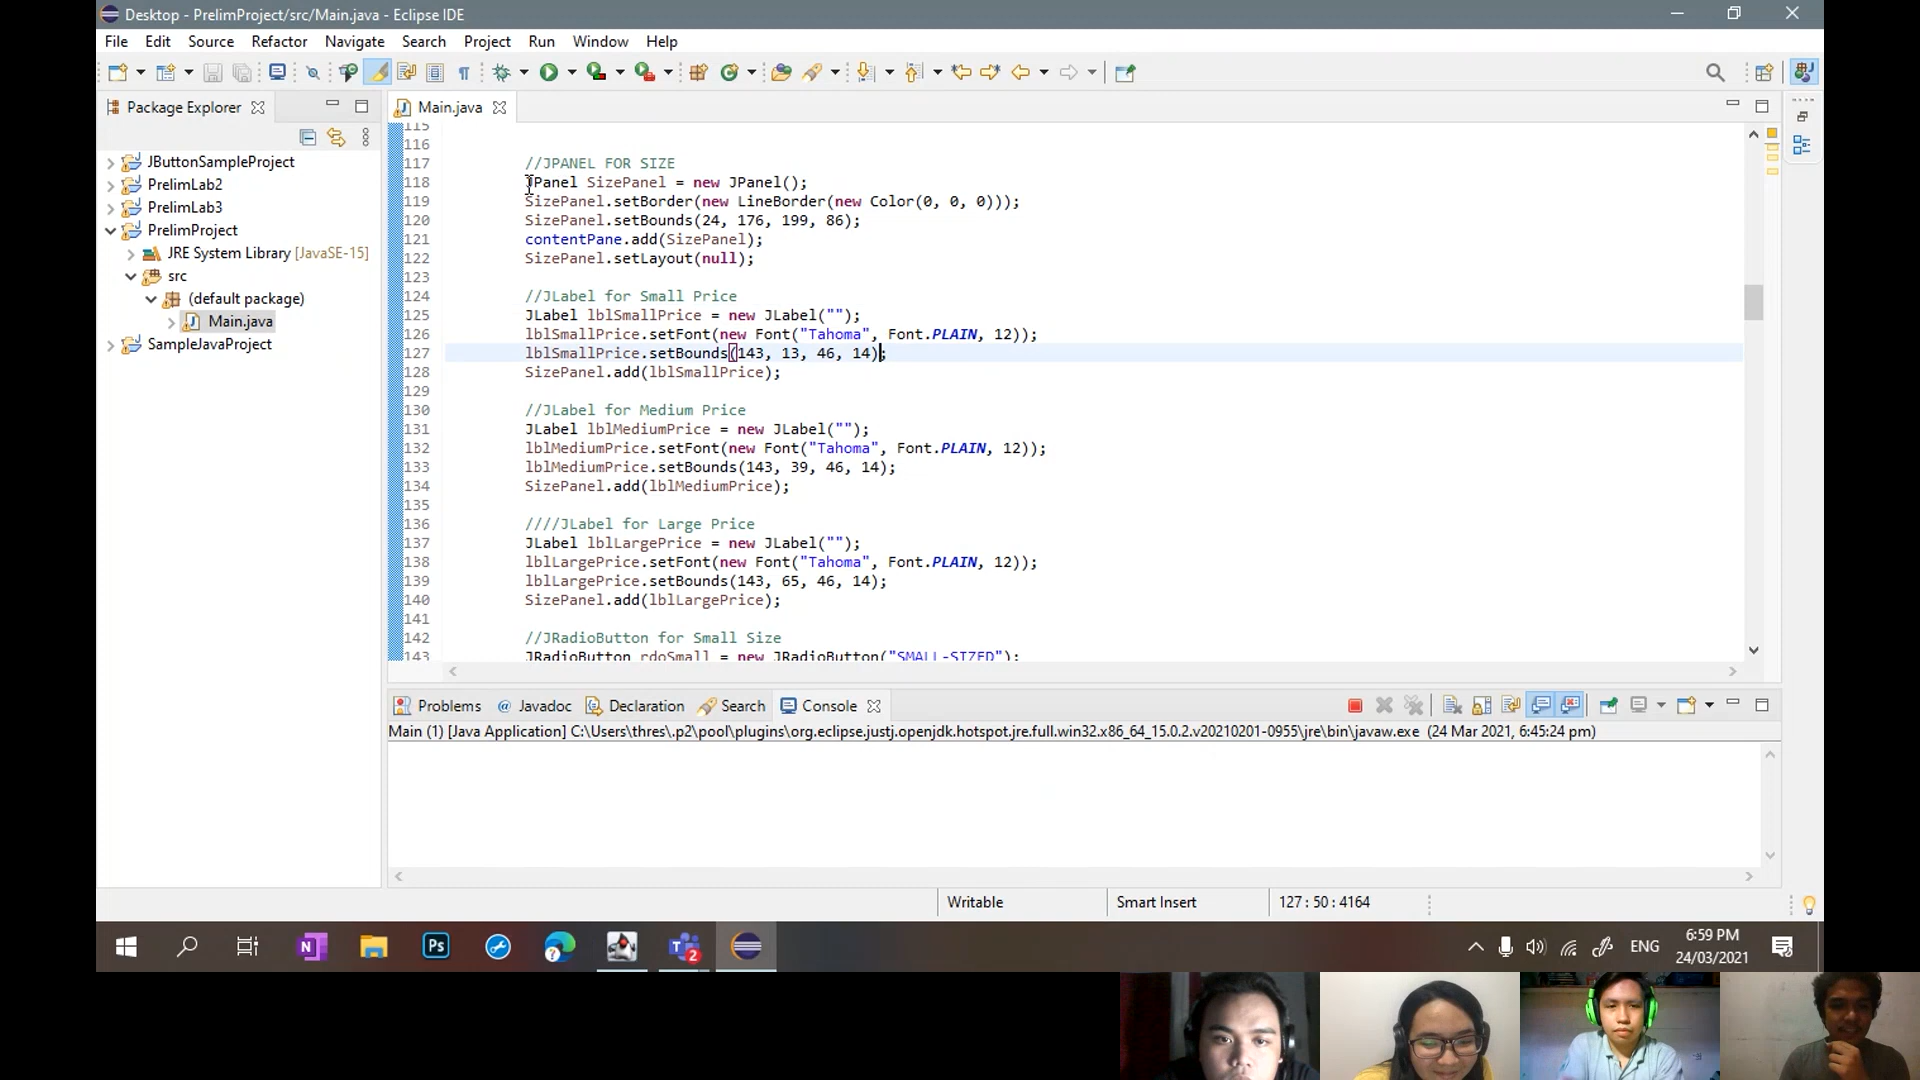 Desktop - PrelimProject/src/Main.java - Eclipse IDE
File Edit Source Refactor Navigate Search Project Run Window Help
Package Explorer
Main.java
JButtonSampleProject
PrelimLab2
PrelimLab3
PrelimProject
JRE System Library [JavaSE-15]
src
(default package)
Main.java
SampleJavaProject
115
116
117 //JPANEL FOR SIZE
118 JPanel SizePanel = new JPanel();
119 SizePanel.setBorder(new LineBorder(new Color(0, 0, 0)));
120 SizePanel.setBounds(24, 176, 199, 86);
121 contentPane.add(SizePanel);
122 SizePanel.setLayout(null);
123
124 //JLabel for Small Price
125 JLabel lblSmallPrice = new JLabel("");
126 lblSmallPrice.setFont(new Font("Tahoma", Font.PLAIN, 12));
127 lblSmallPrice.setBounds(143, 13, 46, 14);
128 SizePanel.add(lblSmallPrice);
129
130 //JLabel for Medium Price
131 JLabel lblMediumPrice = new JLabel("");
132 lblMediumPrice.setFont(new Font("Tahoma", Font.PLAIN, 12));
133 lblMediumPrice.setBounds(143, 39, 46, 14);
134 SizePanel.add(lblMediumPrice);
135
136 ////JLabel for Large Price
137 JLabel lblLargePrice = new JLabel("");
138 lblLargePrice.setFont(new Font("Tahoma", Font.PLAIN, 12));
139 lblLargePrice.setBounds(143, 65, 46, 14);
140 SizePanel.add(lblLargePrice);
141
142 //JRadioButton for Small Size
143 JRadioButton rdoSmall = new JRadioButton("SMALL-SIZED");
Problems @ Javadoc Declaration Search Console
Main (1) [Java Application] C:\Users\thres\.p2\pool\plugins\org.eclipse.justj.openjdk.hotspot.jre.full.win32.x86_64_15.0.2.v20210201-0955\jre\bin\javaw.exe (24 Mar 2021, 6:45:24 pm)
Writable Smart Insert 127 : 50 : 4164
N Ps 2 ENG 6:59 PM
24/03/2021